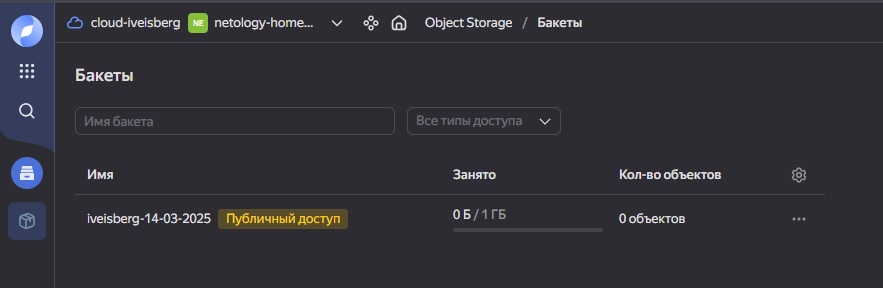 cloud-iveisberg NE netology-home... Object Storage / Бакеты
Бакеты
Имя бакета Все типы доступа
Имя Занято Кол-во объектов
iveisberg-14-03-2025 Публичный доступ 0 Б / 1 ГБ 0 объектов